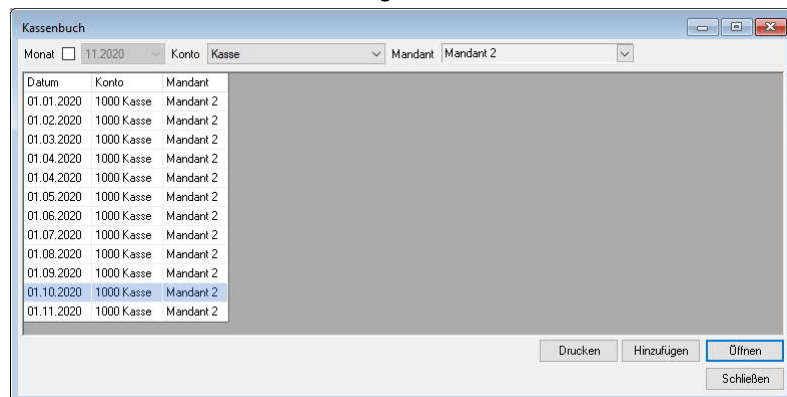 Kassenbuch
Monat 11.2020 Konto Kasse Mandant Mandant 2
Datum Konto Mandant
01.01.2020 1000 Kasse Mandant 2
01.02.2020 1000 Kasse Mandant 2
01.03.2020 1000 Kasse Mandant 2
01.04.2020 1000 Kasse Mandant 2
01.04.2020 1000 Kasse Mandant 2
01.05.2020 1000 Kasse Mandant 2
01.06.2020 1000 Kasse Mandant 2
01.07.2020 1000 Kasse Mandant 2
01.08.2020 1000 Kasse Mandant 2
01.09.2020 1000 Kasse Mandant 2
01.10.2020 1000 Kasse Mandant 2
01.11.2020 1000 Kasse Mandant 2
Drucken Hinzufügen Öffnen
Schließen